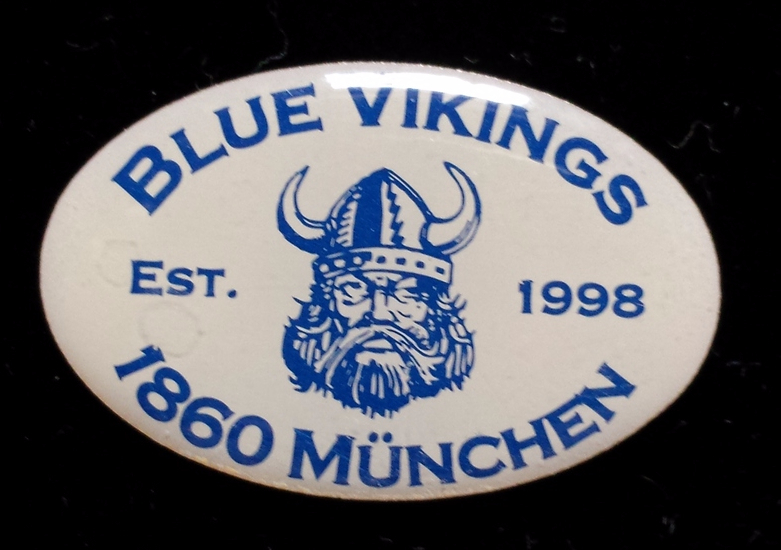 BLUE VIKINGS
EST. 1998
1860 MÜNCHEN